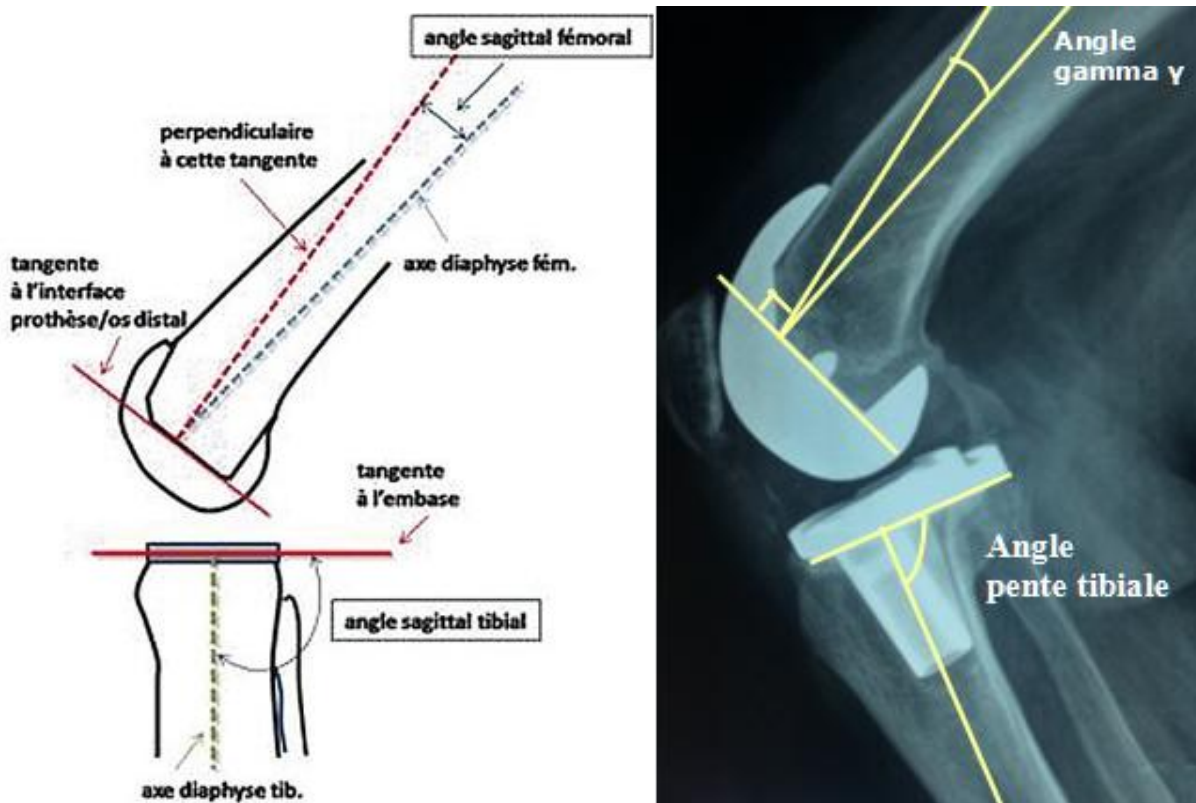 angle sagittal fémoral
perpendiculaire
à cette tangente
axe diaphyse fém.
tangente
à l'interface
prothèse/os distal
tangente
à l'embase
angle sagittal tibial
axe diaphyse tib.
Angle
gamma γ
Angle
pente tibiale